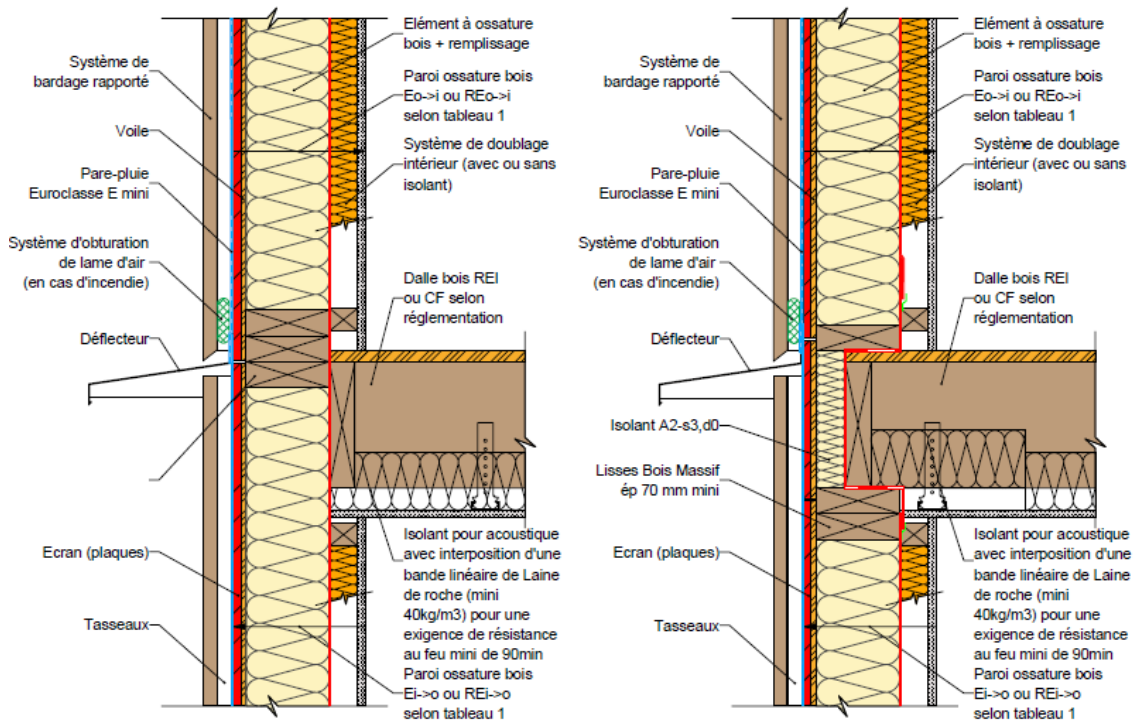 Système de
bardage rapporté
Voile
Pare-pluie
Euroclasse E mini
Système d'obturation
de lame d'air
(en cas d'incendie)
Déflecteur
Ecran (plaques)
Tasseaux
Elément à ossature
bois + remplissage
Paroi ossature bois
Eo->i ou REo->i
selon tableau 1
Système de doublage
intérieur (avec ou sans
isolant)
Dalle bois REI
ou CF selon
réglementation
Isolant pour acoustique
avec interposition d'une
bande linéaire de Laine
de roche (mini
40kg/m3) pour une
exigence de résistance
au feu mini de 90min
Paroi ossature bois
Ei->o ou REi->o
selon tableau 1
Système de
bardage rapporté
Voile
Pare-pluie
Euroclasse E mini
Système d'obturation
de lame d'air
(en cas d'incendie)
Déflecteur
Isolant A2-s3,d0
Lisses Bois Massif
ép 70 mm mini
Ecran (plaques)
Tasseaux
Elément à ossature
bois + remplissage
Paroi ossature bois
Eo->i ou REo->i
selon tableau 1
Système de doublage
intérieur (avec ou sans
isolant)
Dalle bois REI
ou CF selon
réglementation
Isolant pour acoustique
avec interposition d'une
bande linéaire de Laine
de roche (mini
40kg/m3) pour une
exigence de résistance
au feu mini de 90min
Paroi ossature bois
Ei->o ou REi->o
selon tableau 1